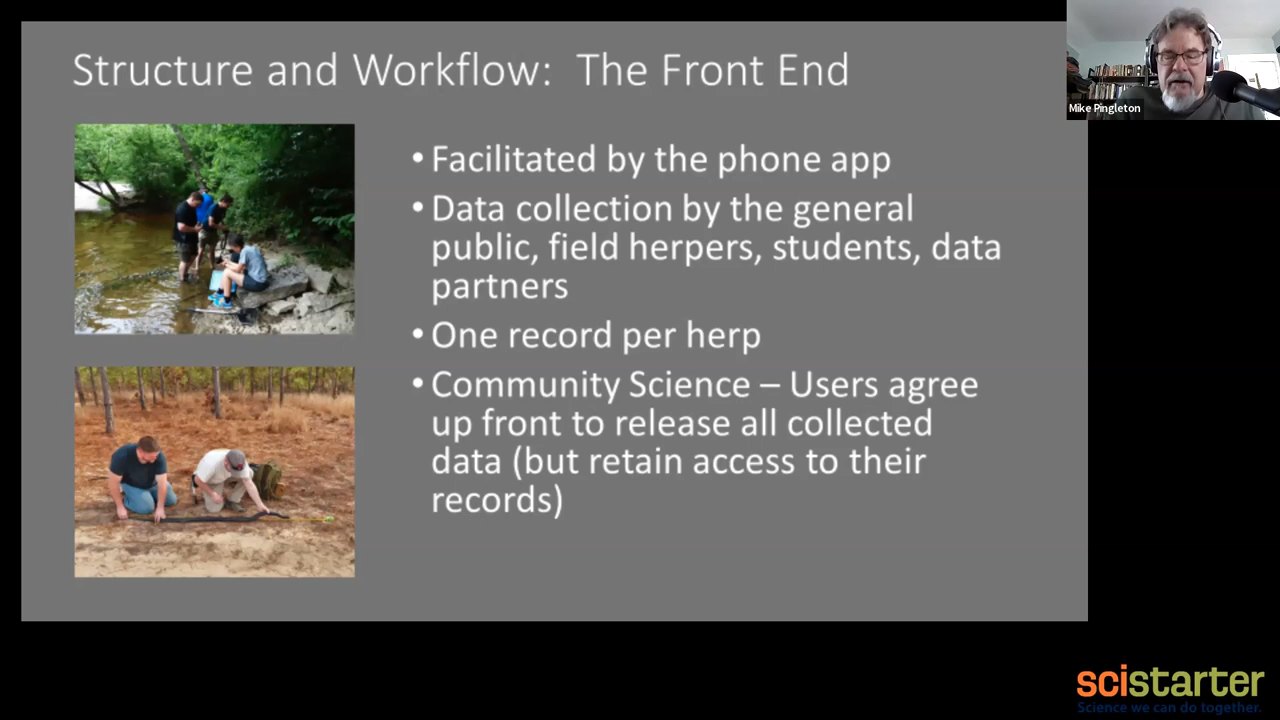 Structure and Workflow: The Front End
• Facilitated by the phone app
• Data collection by the general
public, field herpers, students, data
partners
• One record per herp
• Community Science – Users agree
up front to release all collected
data (but retain access to their
records)
Mike Pingleton
scistarter
Science we can do together.